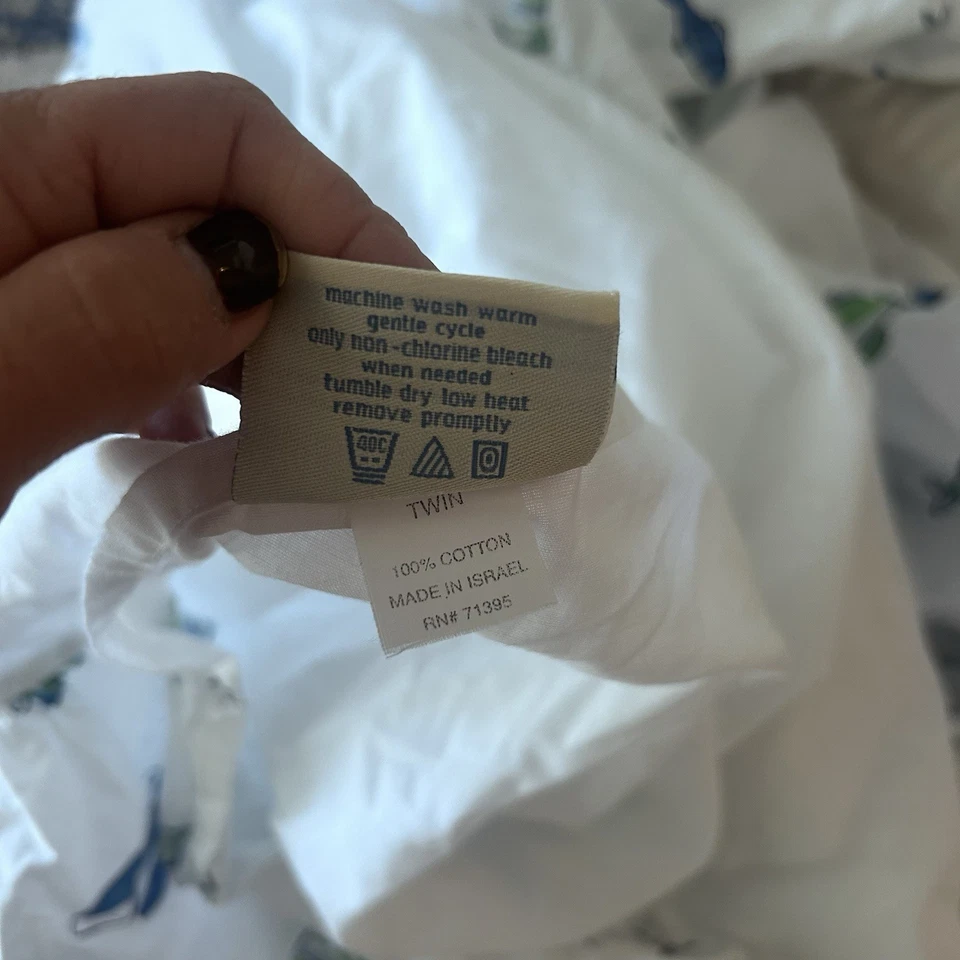 machine wash warm
gentle cycle
only non-chlorine bleach
when needed
tumble dry low heat
remove promptly
40C
TWIN
100% COTTON
MADE IN ISRAEL
RN# 71395